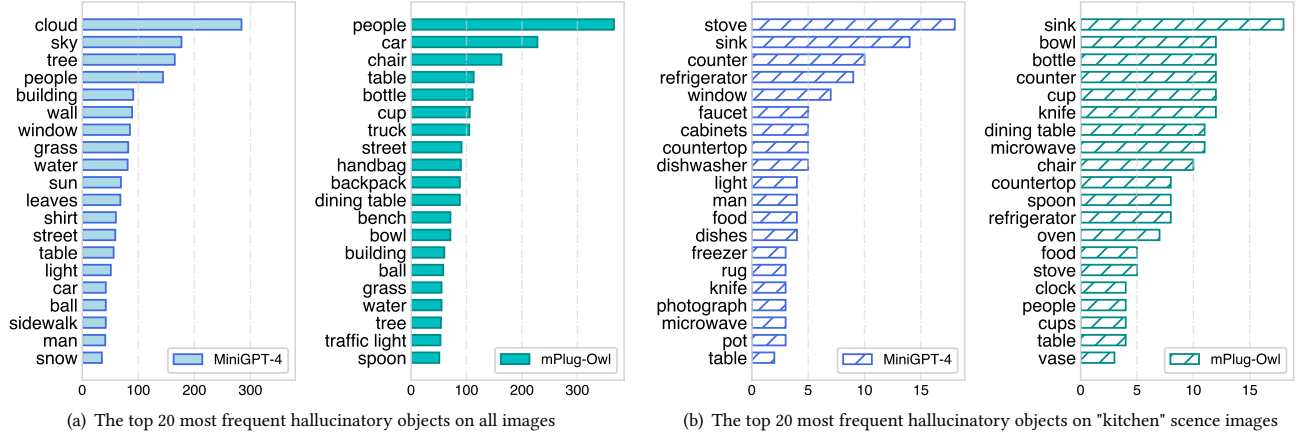 cloud
sky
tree
people
building
wall
window
grass
water
sun
leaves
shirt
street
table
light
car
ball
sidewalk
man
snow
0 100 200 300
MiniGPT-4
people
car
chair
table
bottle
cup
truck
street
handbag
backpack
dining table
bench
bowl
building
ball
grass
water
tree
traffic light
spoon
0 100 200 300
mPlug-Owl
(a) The top 20 most frequent hallucinatory objects on all images
stove
sink
counter
refrigerator
window
faucet
cabinets
countertop
dishwasher
light
man
food
dishes
freezer
rug
knife
photograph
microwave
pot
table
0 5 10 15
MiniGPT-4
sink
bowl
bottle
counter
cup
knife
dining table
microwave
chair
countertop
spoon
refrigerator
oven
food
stove
clock
people
cups
table
vase
0 5 10 15
mPlug-Owl
(b) The top 20 most frequent hallucinatory objects on "kitchen" scence images